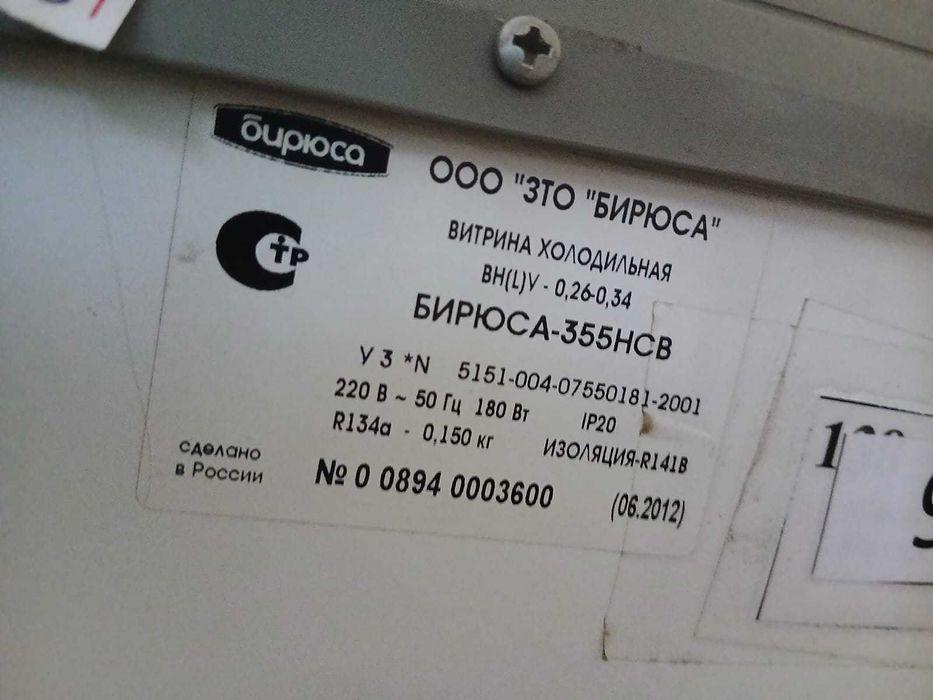 бирюса
ООО "ЗТО "БИРЮСА"
ВИТРИНА ХОЛОДИЛЬНАЯ
ВН(L)V - 0,26-0,34
БИРЮСА-355НСВ
У 3 *N 5151-004-07550181-2001
220 В ~ 50 Гц 180 Вт IP20
R134a - 0,150 кг ИЗОЛЯЦИЯ-R141B
сделано
в России
№ 0 0894 0003600 (06.2012)